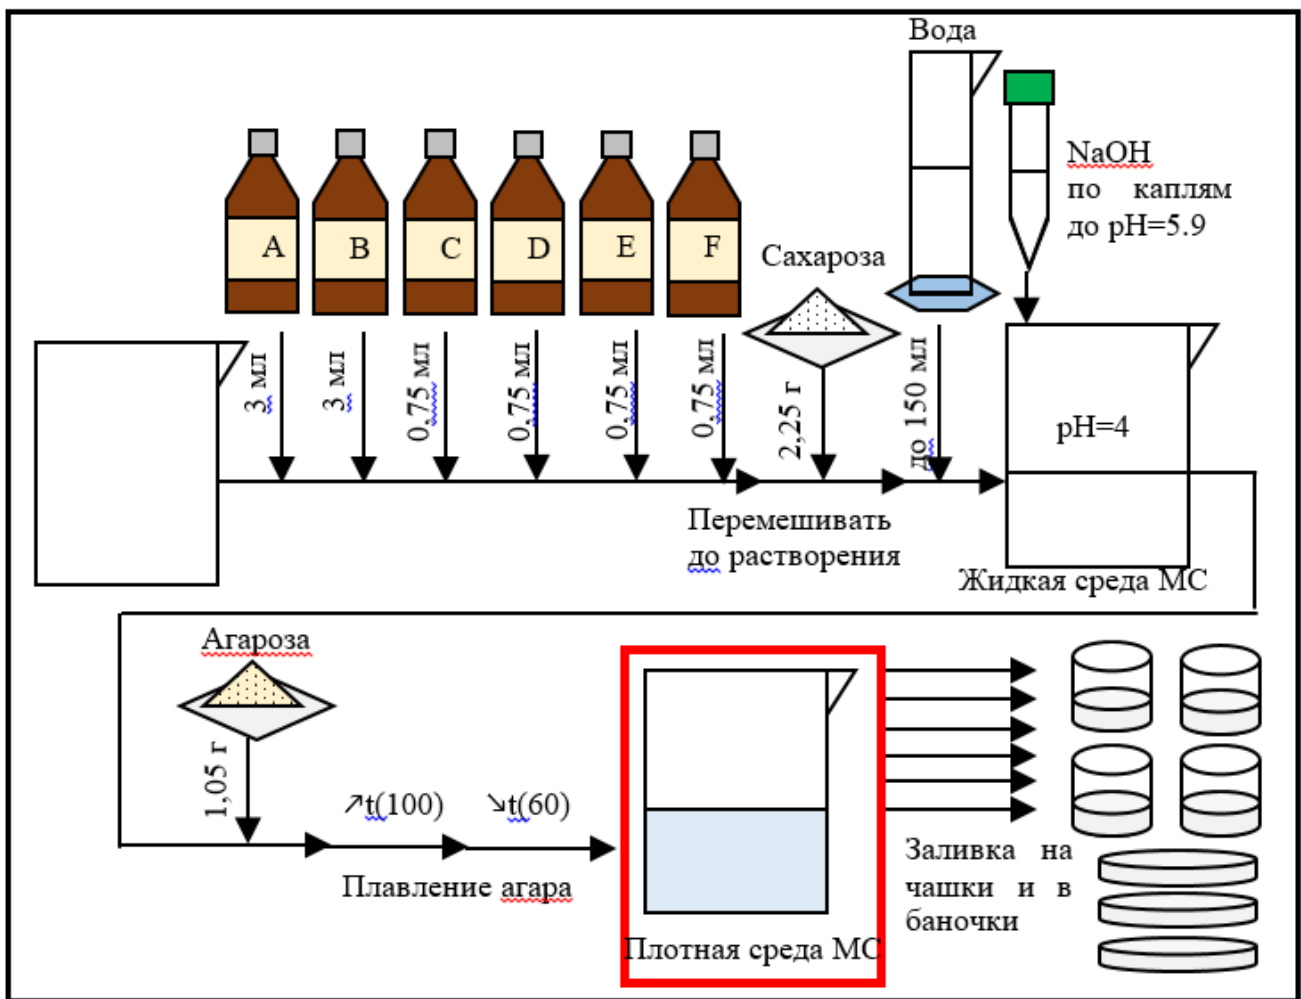 Вода
NaOH
по каплям
до pH=5.9
A
B
C
D
E
F
Сахароза
3 мл
3 мл
0,75 мл
0,75 мл
0,75 мл
0,75 мл
2,25 г
до 150 мл
pH=4
Перемешивать
до растворения
Жидкая среда МС
Агароза
1,05 г
↗t(100)
↘t(60)
Плавление агара
Плотная среда МС
Заливка на
чашки и в
баночки